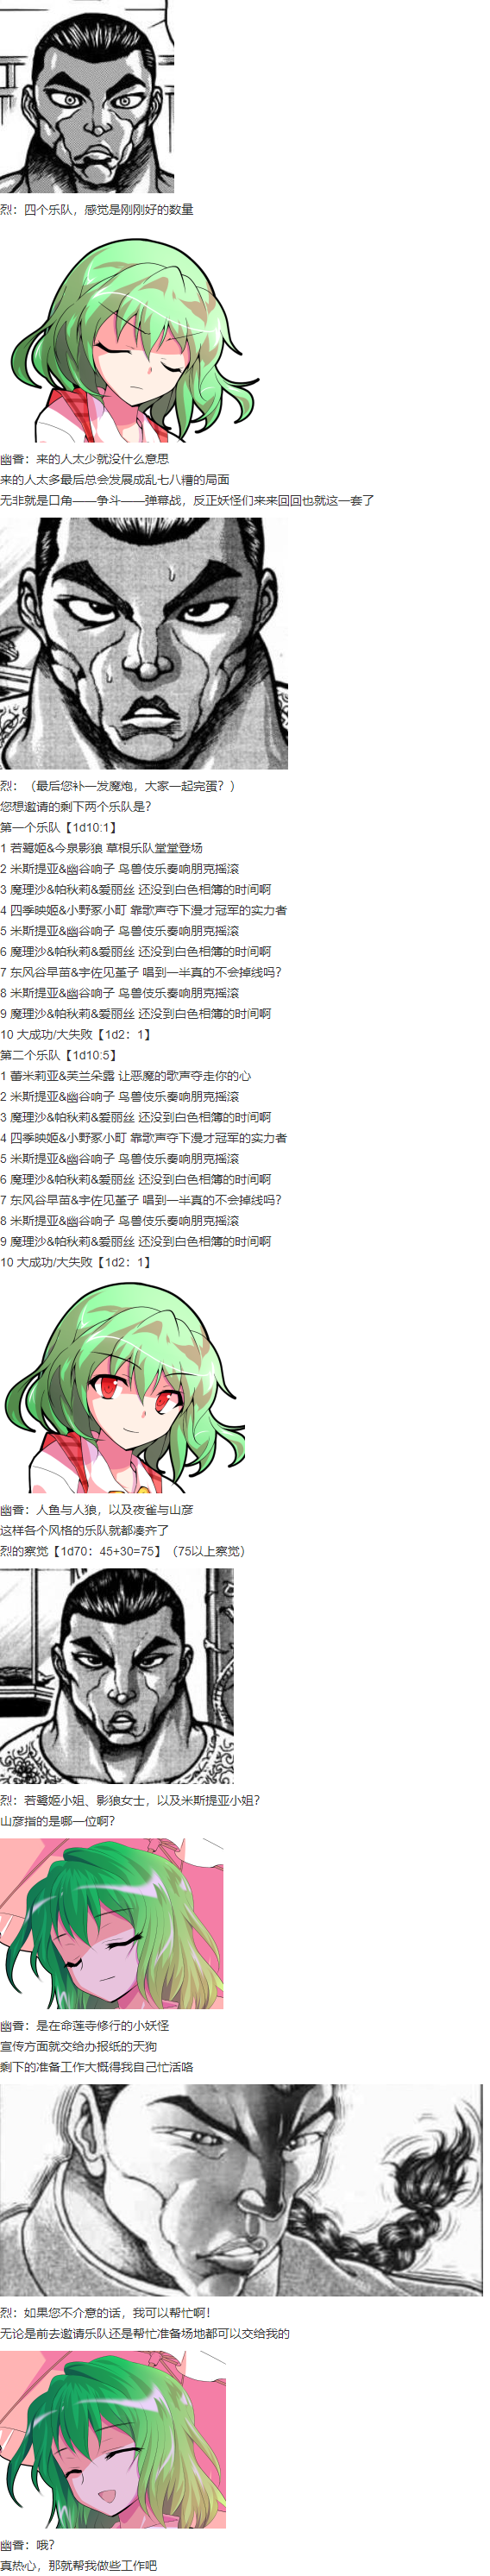 烈：四个乐队，感觉是刚刚好的数量
幽香：来的人太少就没什么意思
来的人太多最后总会发展成乱七八糟的局面
无非就是口角——争斗——弹幕战，反正妖怪们来来回回也就这一套了
烈：（最后您补一发魔炮，大家一起完蛋？）
您想邀请的剩下两个乐队是？
第一个乐队【1d10:1】
1 若鹭姬&今泉影狼 草根乐队堂堂登场
2 米斯提亚&幽谷响子 鸟兽伎乐奏响朋克摇滚
3 魔理沙&帕秋莉&爱丽丝 还没到白色相簿的时间啊
4 四季映姬&小野冢小町 靠歌声夺下漫才冠军的实力者
5 米斯提亚&幽谷响子 鸟兽伎乐奏响朋克摇滚
6 魔理沙&帕秋莉&爱丽丝 还没到白色相簿的时间啊
7 东风谷早苗&宇佐见堇子 唱到一半真的不会掉线吗？
8 米斯提亚&幽谷响子 鸟兽伎乐奏响朋克摇滚
9 魔理沙&帕秋莉&爱丽丝 还没到白色相簿的时间啊
10 大成功/大失败【1d2：1】
第二个乐队【1d10:5】
1 蕾米莉亚&芙兰朵露 让恶魔的歌声夺走你的心
2 米斯提亚&幽谷响子 鸟兽伎乐奏响朋克摇滚
3 魔理沙&帕秋莉&爱丽丝 还没到白色相簿的时间啊
4 四季映姬&小野冢小町 靠歌声夺下漫才冠军的实力者
5 米斯提亚&幽谷响子 鸟兽伎乐奏响朋克摇滚
6 魔理沙&帕秋莉&爱丽丝 还没到白色相簿的时间啊
7 东风谷早苗&宇佐见堇子 唱到一半真的不会掉线吗？
8 米斯提亚&幽谷响子 鸟兽伎乐奏响朋克摇滚
9 魔理沙&帕秋莉&爱丽丝 还没到白色相簿的时间啊
10 大成功/大失败【1d2：1】
幽香：人鱼与人狼，以及夜雀与山彦
这样各个风格的乐队就都凑齐了
烈的察觉【1d70：45+30=75】（75以上察觉）
烈：若鹭姬小姐、影狼女士，以及米斯提亚小姐？
山彦指的是哪一位啊？
幽香：是在命莲寺修行的小妖怪
宣传方面就交给办报纸的天狗
剩下的准备工作大概得我自己忙活咯
烈：如果您不介意的话，我可以帮忙啊！
无论是前去邀请乐队还是帮忙准备场地都可以交给我的
幽香：哦？
真热心，那就帮我做些工作吧